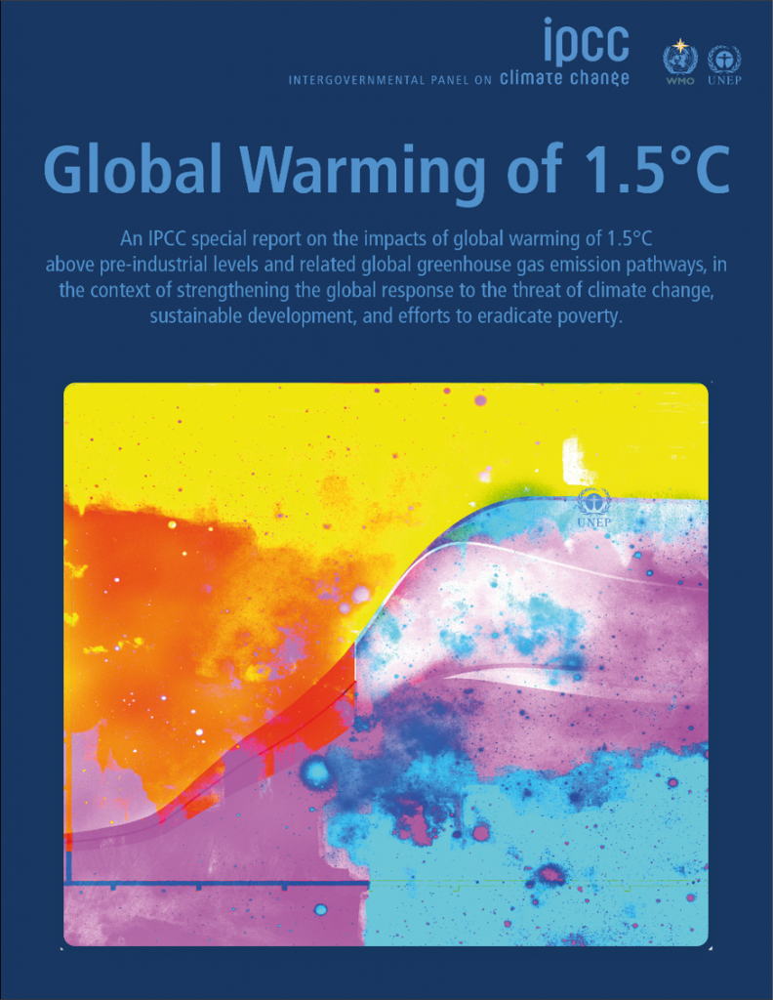 ipcc
INTERGOVERNMENTAL PANEL ON climate change
WMO UNEP
Global Warming of 1.5°C
An IPCC special report on the impacts of global warming of 1.5°C
above pre-industrial levels and related global greenhouse gas emission pathways, in
the context of strengthening the global response to the threat of climate change,
sustainable development, and efforts to eradicate poverty.
UNEP